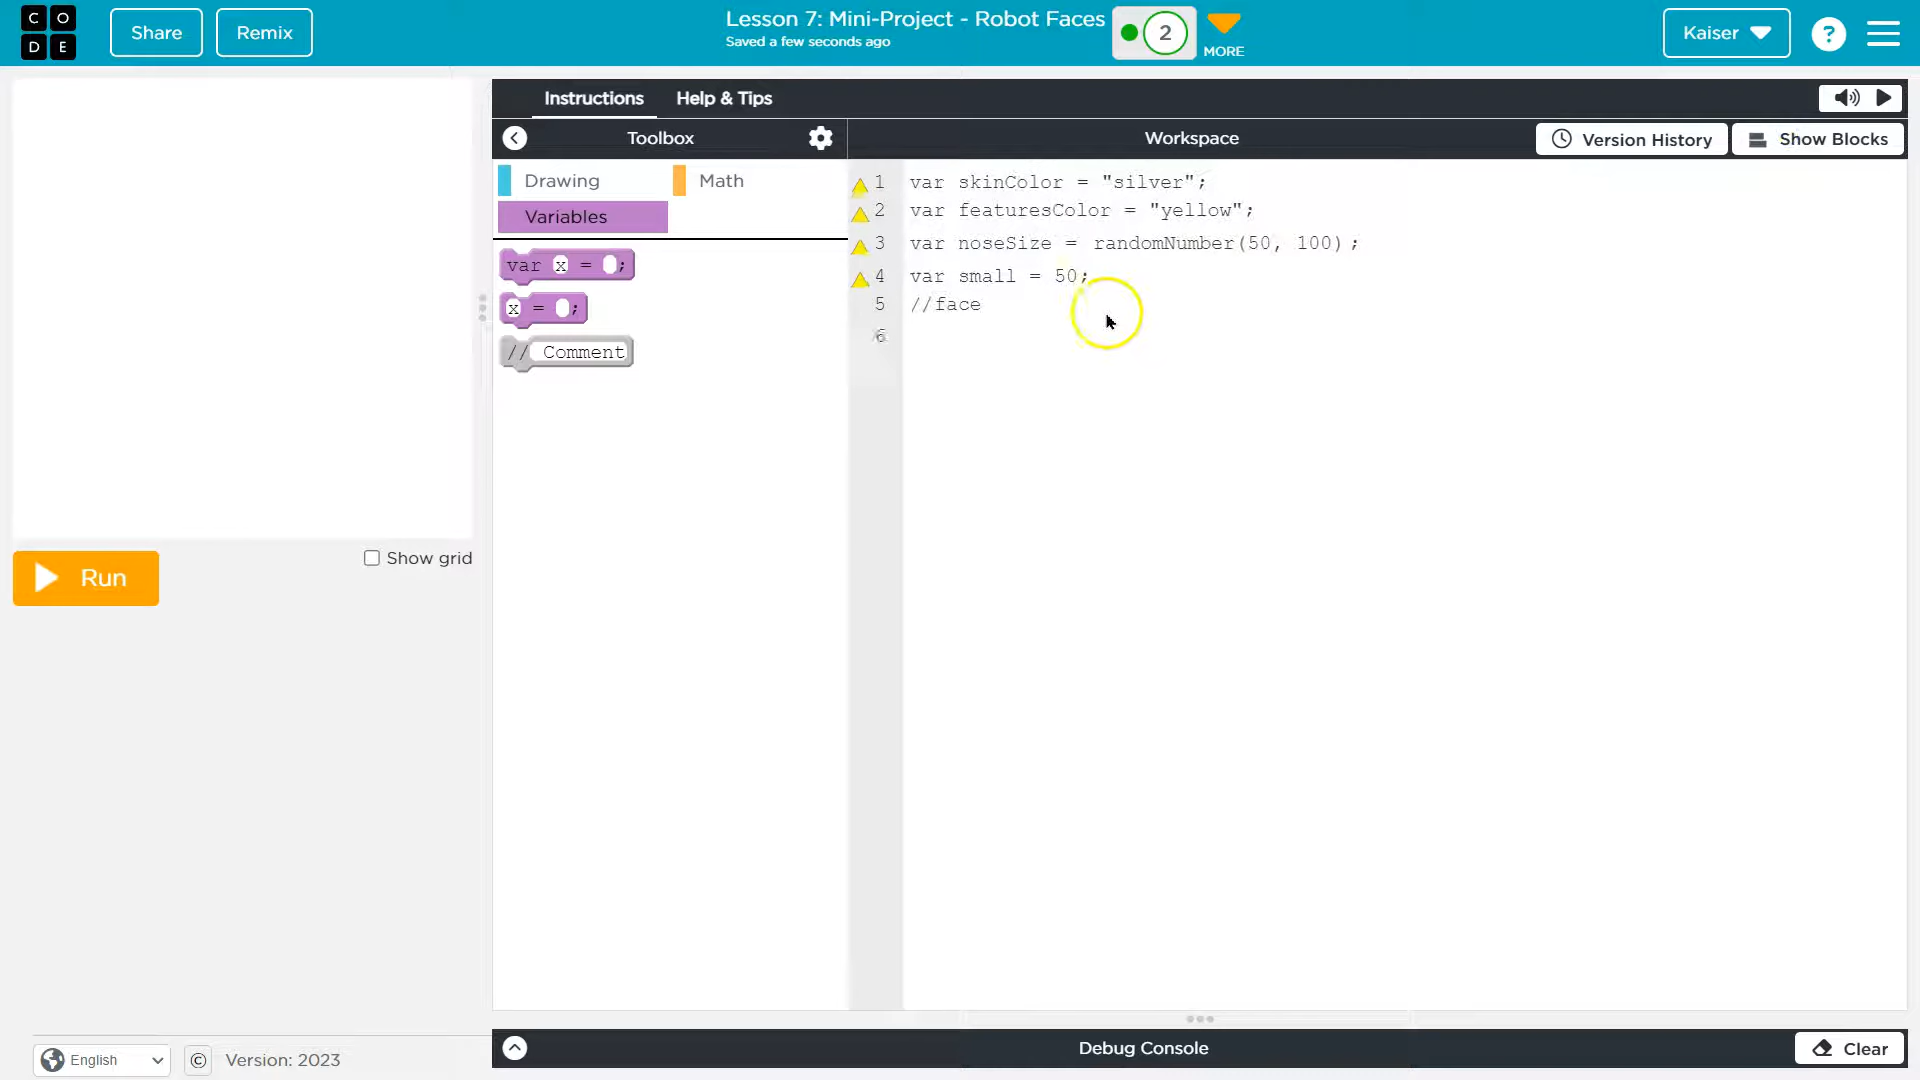 CODE
Share
Remix
Lesson 7: Mini-Project - Robot Faces
Saved a few seconds ago
2
MORE
Kaiser
?
Instructions
Help & Tips
Toolbox
Workspace
Version History
Show Blocks
Drawing
Math
Variables
var x = ;
x = ;
// Comment
1 var skinColor = "silver";
2 var featuresColor = "yellow";
3 var noseSize = randomNumber(50, 100);
4 var small = 50;
5 //face
6
Show grid
Run
English
©
Version: 2023
Debug Console
Clear